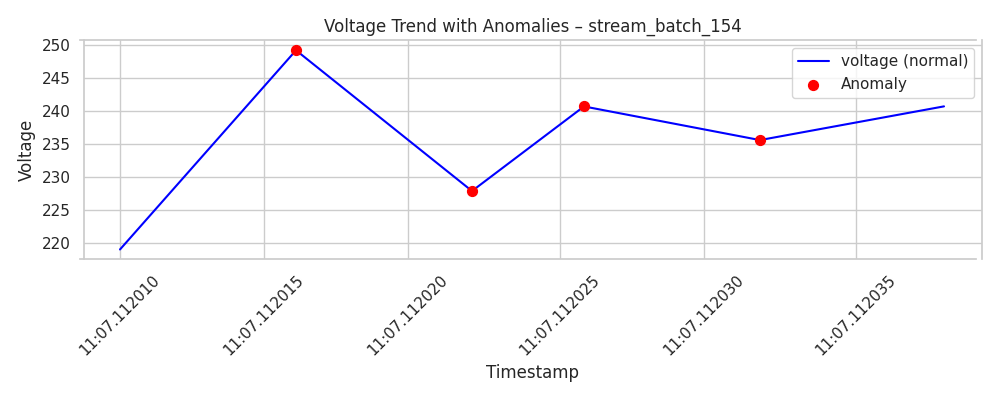 Voltage Trend with Anomalies – stream_batch_154
voltage (normal)
Anomaly
Voltage
250
245
240
235
230
225
220
11:07.112010
11:07.112015
11:07.112020
11:07.112025
11:07.112030
11:07.112035
Timestamp